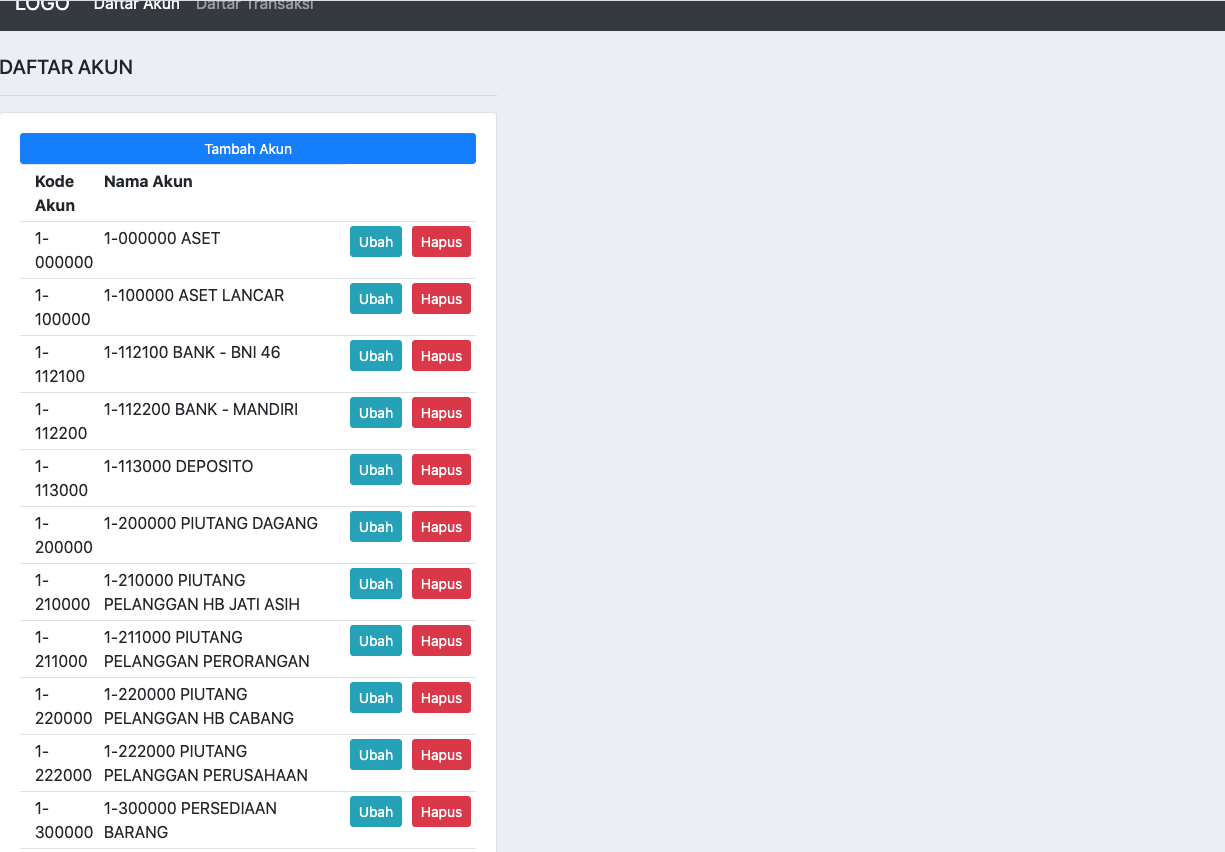 LOGO Daftar Akun Daftar Transaksi
DAFTAR AKUN
Tambah Akun
Kode Nama Akun
Akun
1- 1-000000 ASET Ubah Hapus
000000
1- 1-100000 ASET LANCAR Ubah Hapus
100000
1- 1-112100 BANK - BNI 46 Ubah Hapus
112100
1- 1-112200 BANK - MANDIRI Ubah Hapus
112200
1- 1-113000 DEPOSITO Ubah Hapus
113000
1- 1-200000 PIUTANG DAGANG Ubah Hapus
200000
1- 1-210000 PIUTANG Ubah Hapus
210000 PELANGGAN HB JATI ASIH
1- 1-211000 PIUTANG Ubah Hapus
211000 PELANGGAN PERORANGAN
1- 1-220000 PIUTANG Ubah Hapus
220000 PELANGGAN HB CABANG
1- 1-222000 PIUTANG Ubah Hapus
222000 PELANGGAN PERUSAHAAN
1- 1-300000 PERSEDIAAN Ubah Hapus
300000 BARANG